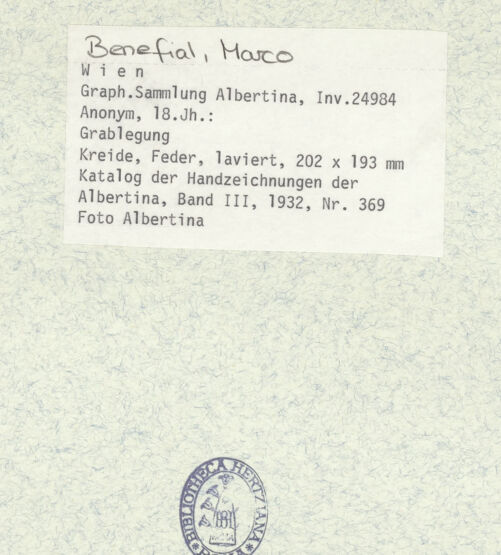 Benefial, Marco
W i e n
Graph.Sammlung Albertina, Inv.24984
Anonym, 18.Jh.:
Grablegung
Kreide, Feder, laviert, 202 x 193 mm
Katalog der Handzeichnungen der
Albertina, Band III, 1932, Nr. 369
Foto Albertina
BIBLIOTHECA HERTZIANA